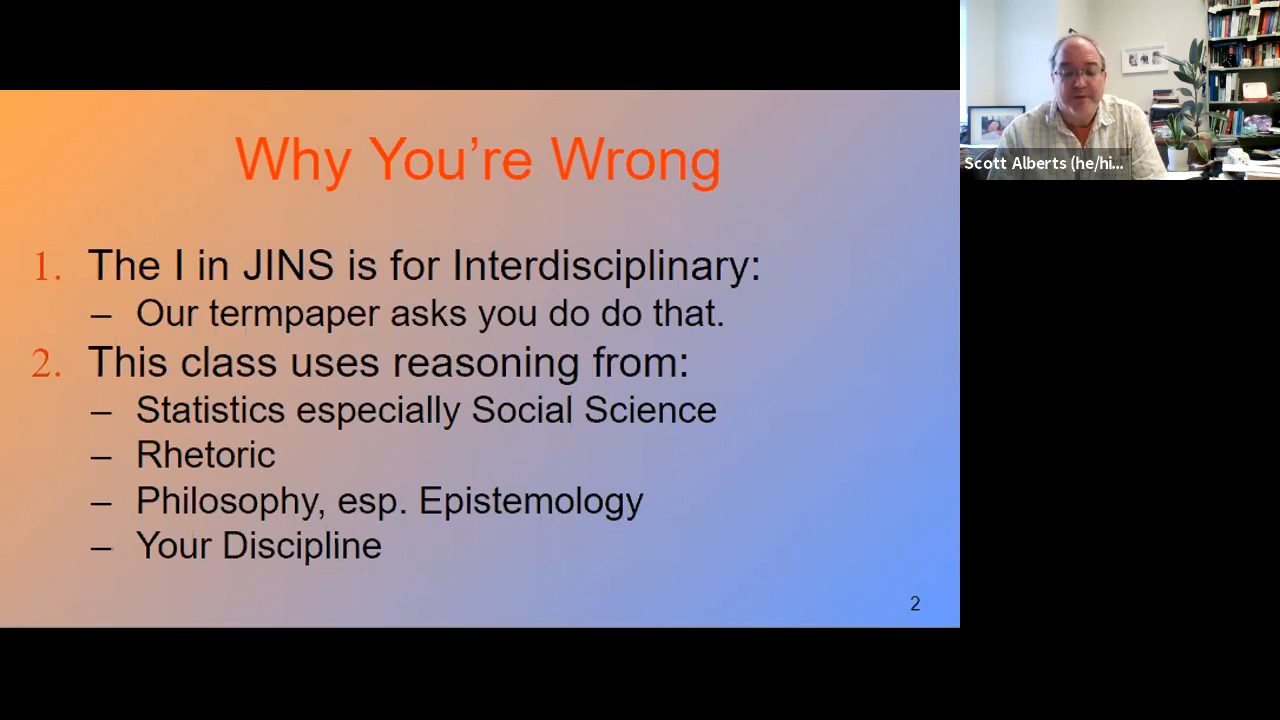 Why You’re Wrong
1. The I in JINS is for Interdisciplinary:
– Our termpaper asks you do do that.
2. This class uses reasoning from:
– Statistics especially Social Science
– Rhetoric
– Philosophy, esp. Epistemology
– Your Discipline
2
Scott Alberts (he/hi...